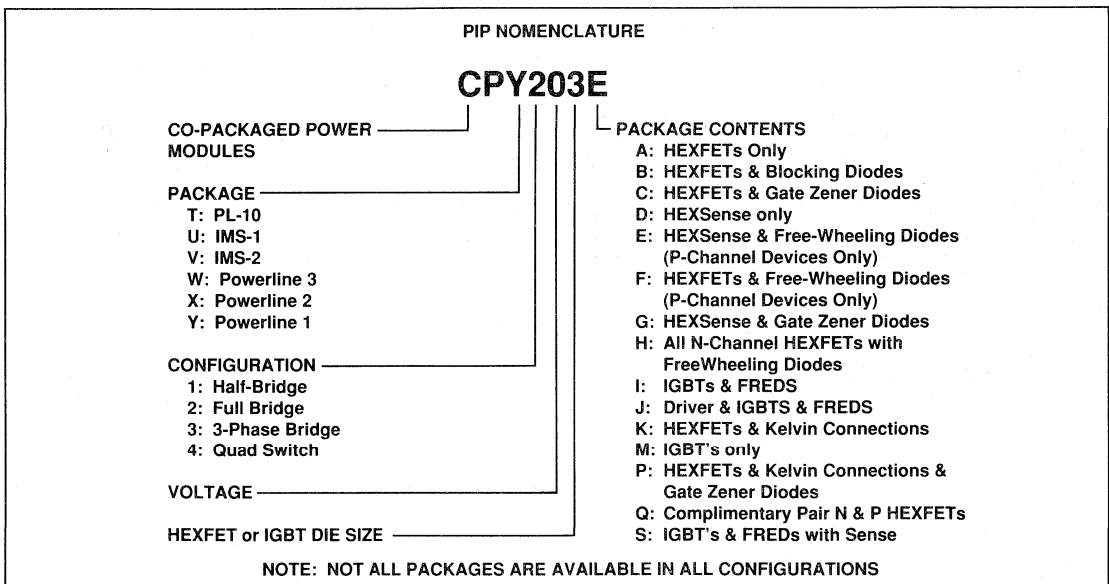 PIP NOMENCLATURE
CPY203E
CO-PACKAGED POWER
MODULES
PACKAGE
T: PL-10
U: IMS-1
V: IMS-2
W: Powerline 3
X: Powerline 2
Y: Powerline 1
CONFIGURATION
1: Half-Bridge
2: Full Bridge
3: 3-Phase Bridge
4: Quad Switch
VOLTAGE
HEXFET or IGBT DIE SIZE
PACKAGE CONTENTS
A: HEXFETs Only
B: HEXFETs & Blocking Diodes
C: HEXFETs & Gate Zener Diodes
D: HEXSense only
E: HEXSense & Free-Wheeling Diodes
(P-Channel Devices Only)
F: HEXFETs & Free-Wheeling Diodes
(P-Channel Devices Only)
G: HEXSense & Gate Zener Diodes
H: All N-Channel HEXFETs with
FreeWheeling Diodes
I: IGBTs & FREDS
J: Driver & IGBTS & FREDS
K: HEXFETs & Kelvin Connections
M: IGBT's only
P: HEXFETs & Kelvin Connections &
Gate Zener Diodes
Q: Complimentary Pair N & P HEXFETs
S: IGBT's & FREDs with Sense
NOTE: NOT ALL PACKAGES ARE AVAILABLE IN ALL CONFIGURATIONS